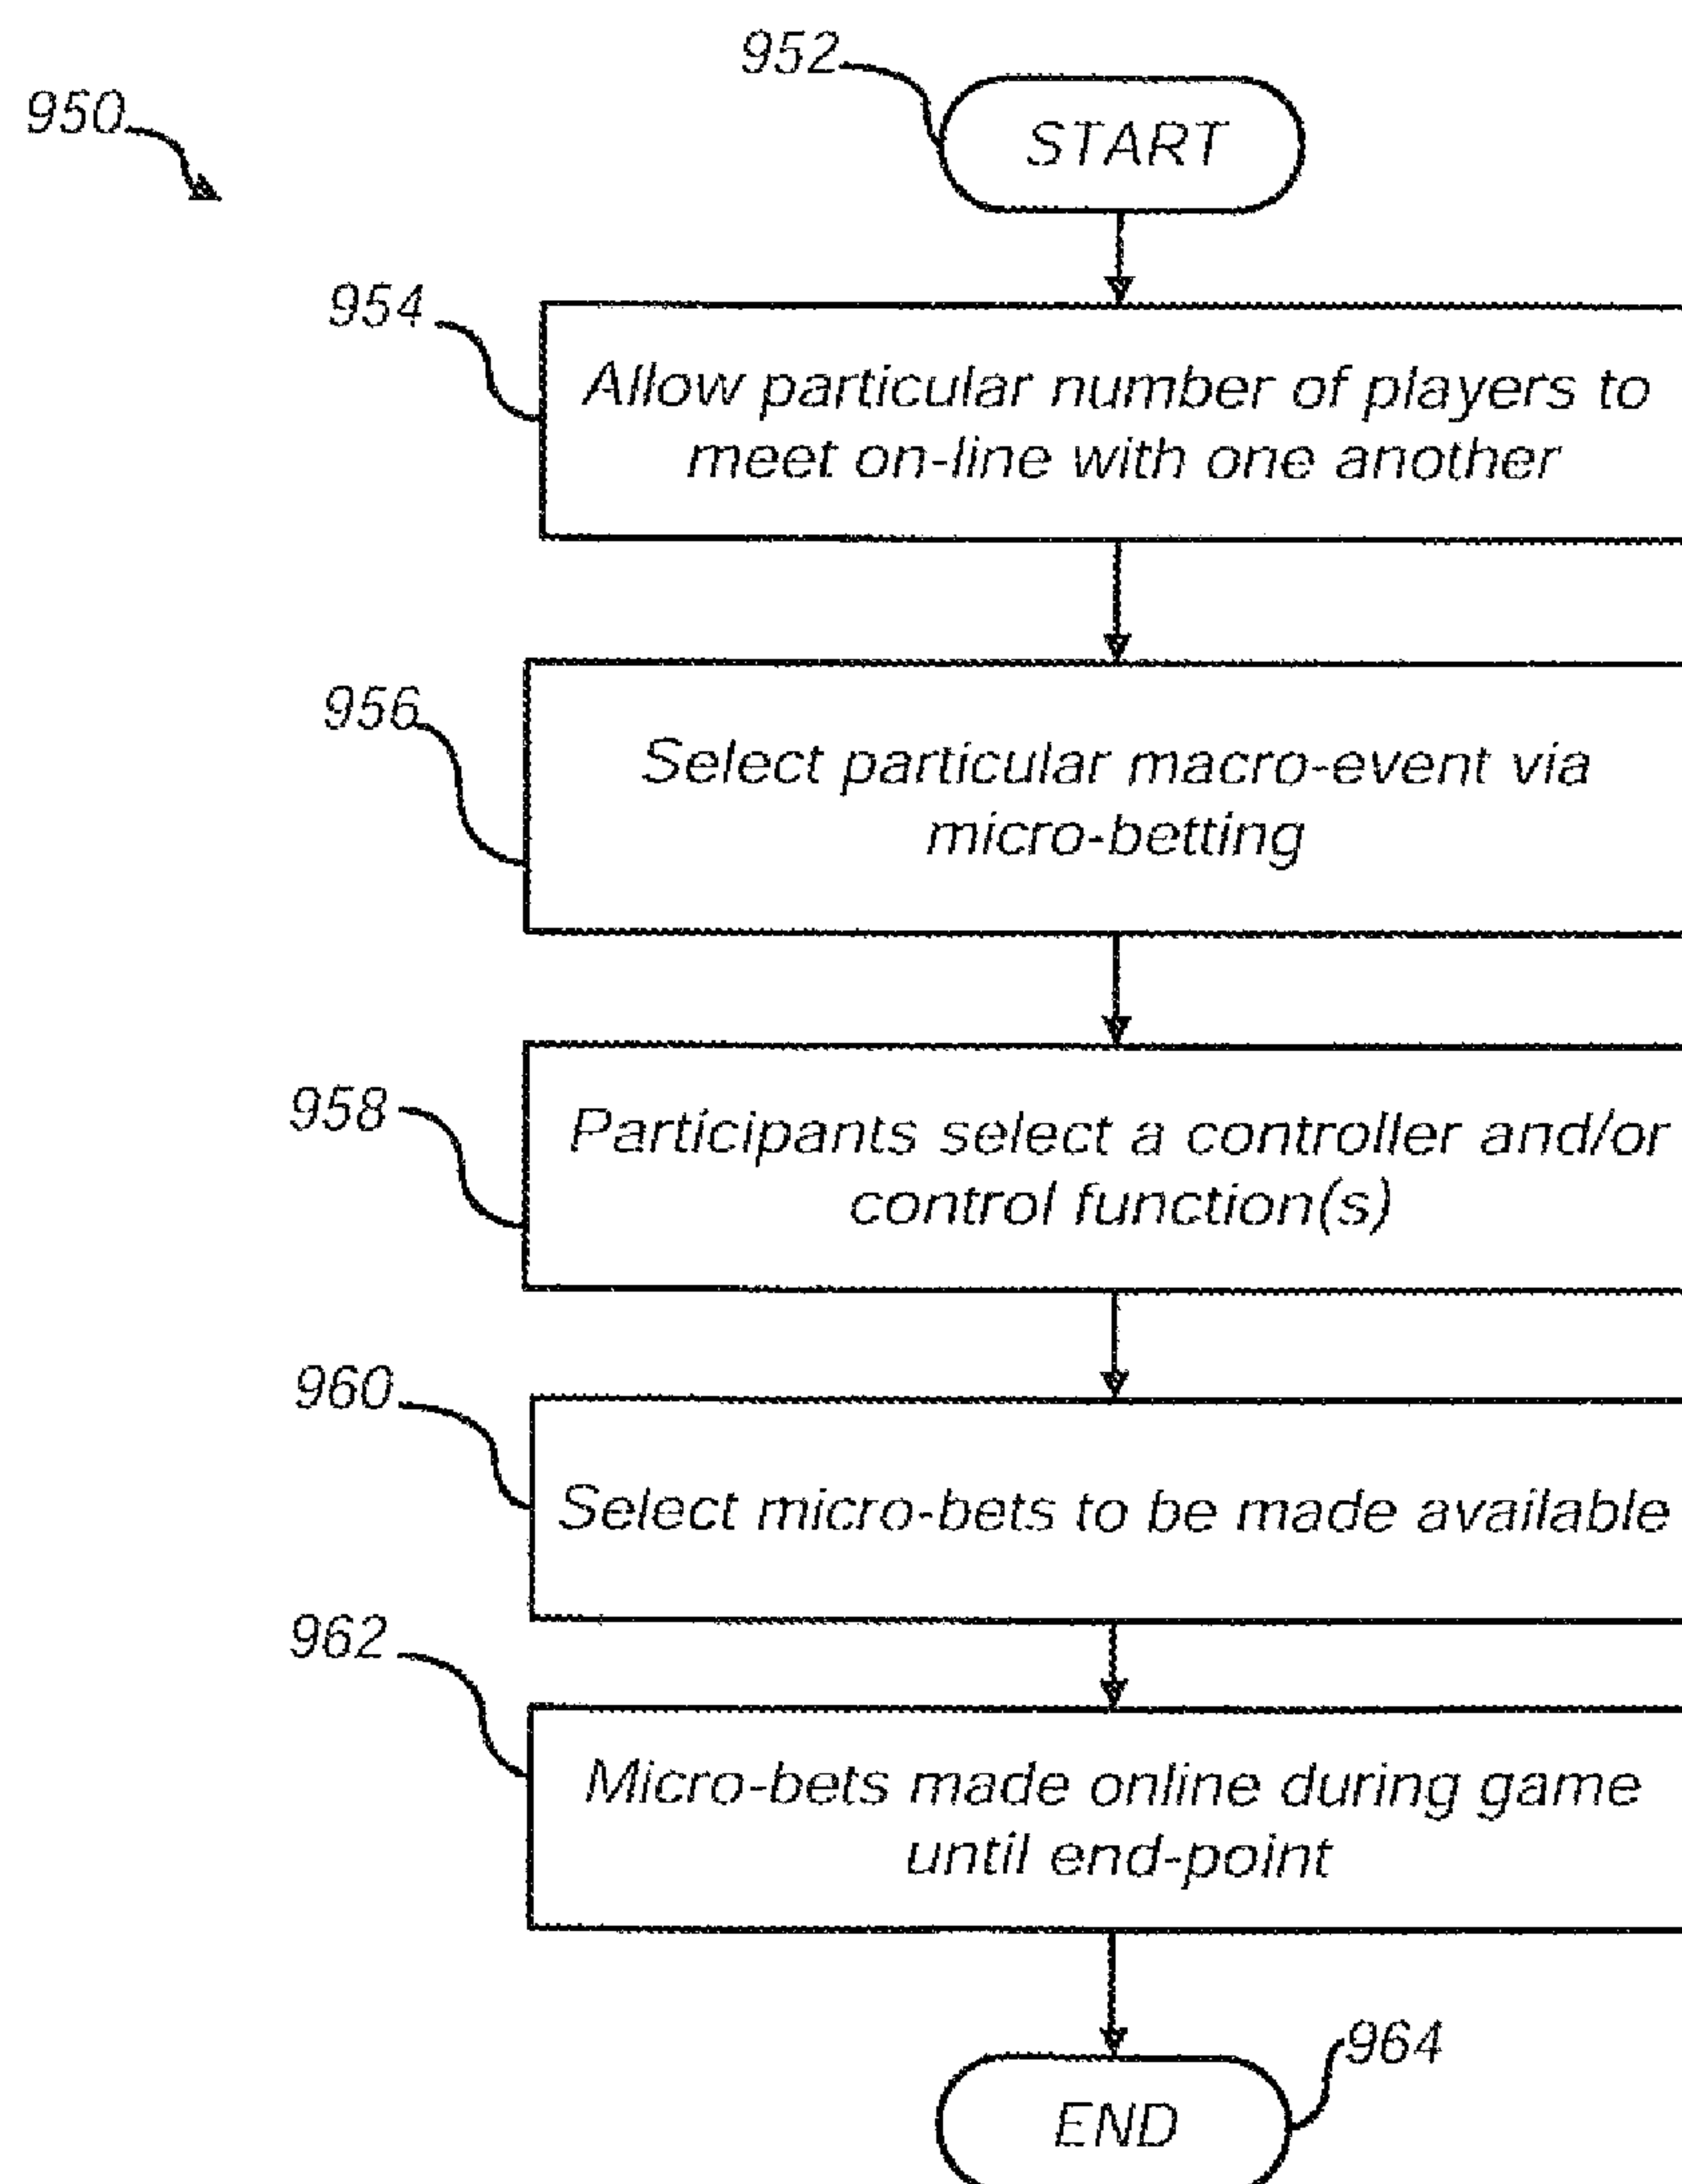 952
950
START
954
Allow particular number of players to
meet on-line with one another
956
Select particular macro-event via
micro-betting
958
Participants select a controller and/or
control function(s)
960
Select micro-bets to be made available
962
Micro-bets made online during game
until end-point
964
END